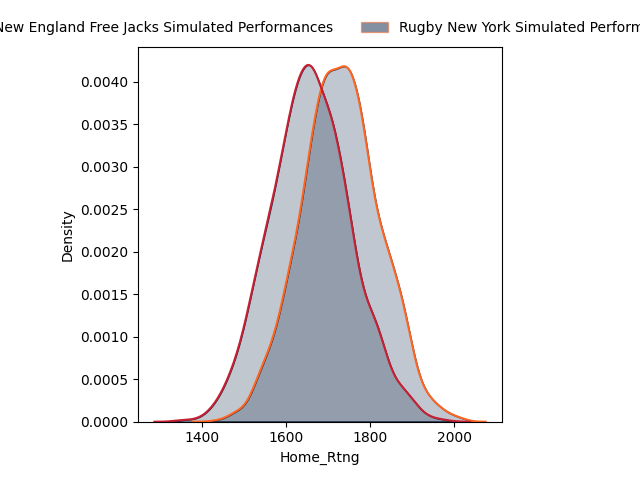 New England Free Jacks Simulated Performances Rugby New York Simulated
0.0040
0.0035
0.0030
0.0025
0.0020
0.0015
0.0010
0.0005
0.0000
Density
1400 1600 1800 2000
Home_Rtng